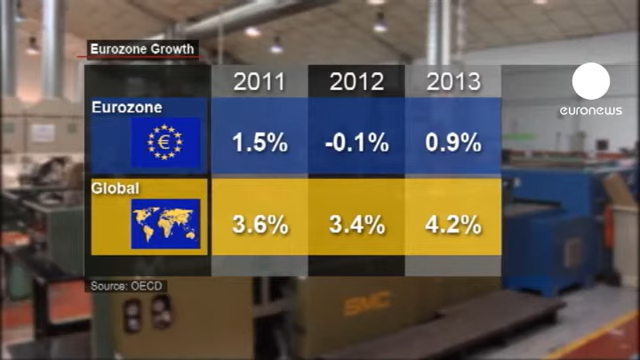 Eurozone Growth
2011 2012 2013
Eurozone
€
1.5% -0.1% 0.9%
euronews
Global
3.6% 3.4% 4.2%
Source: OECD
BMC